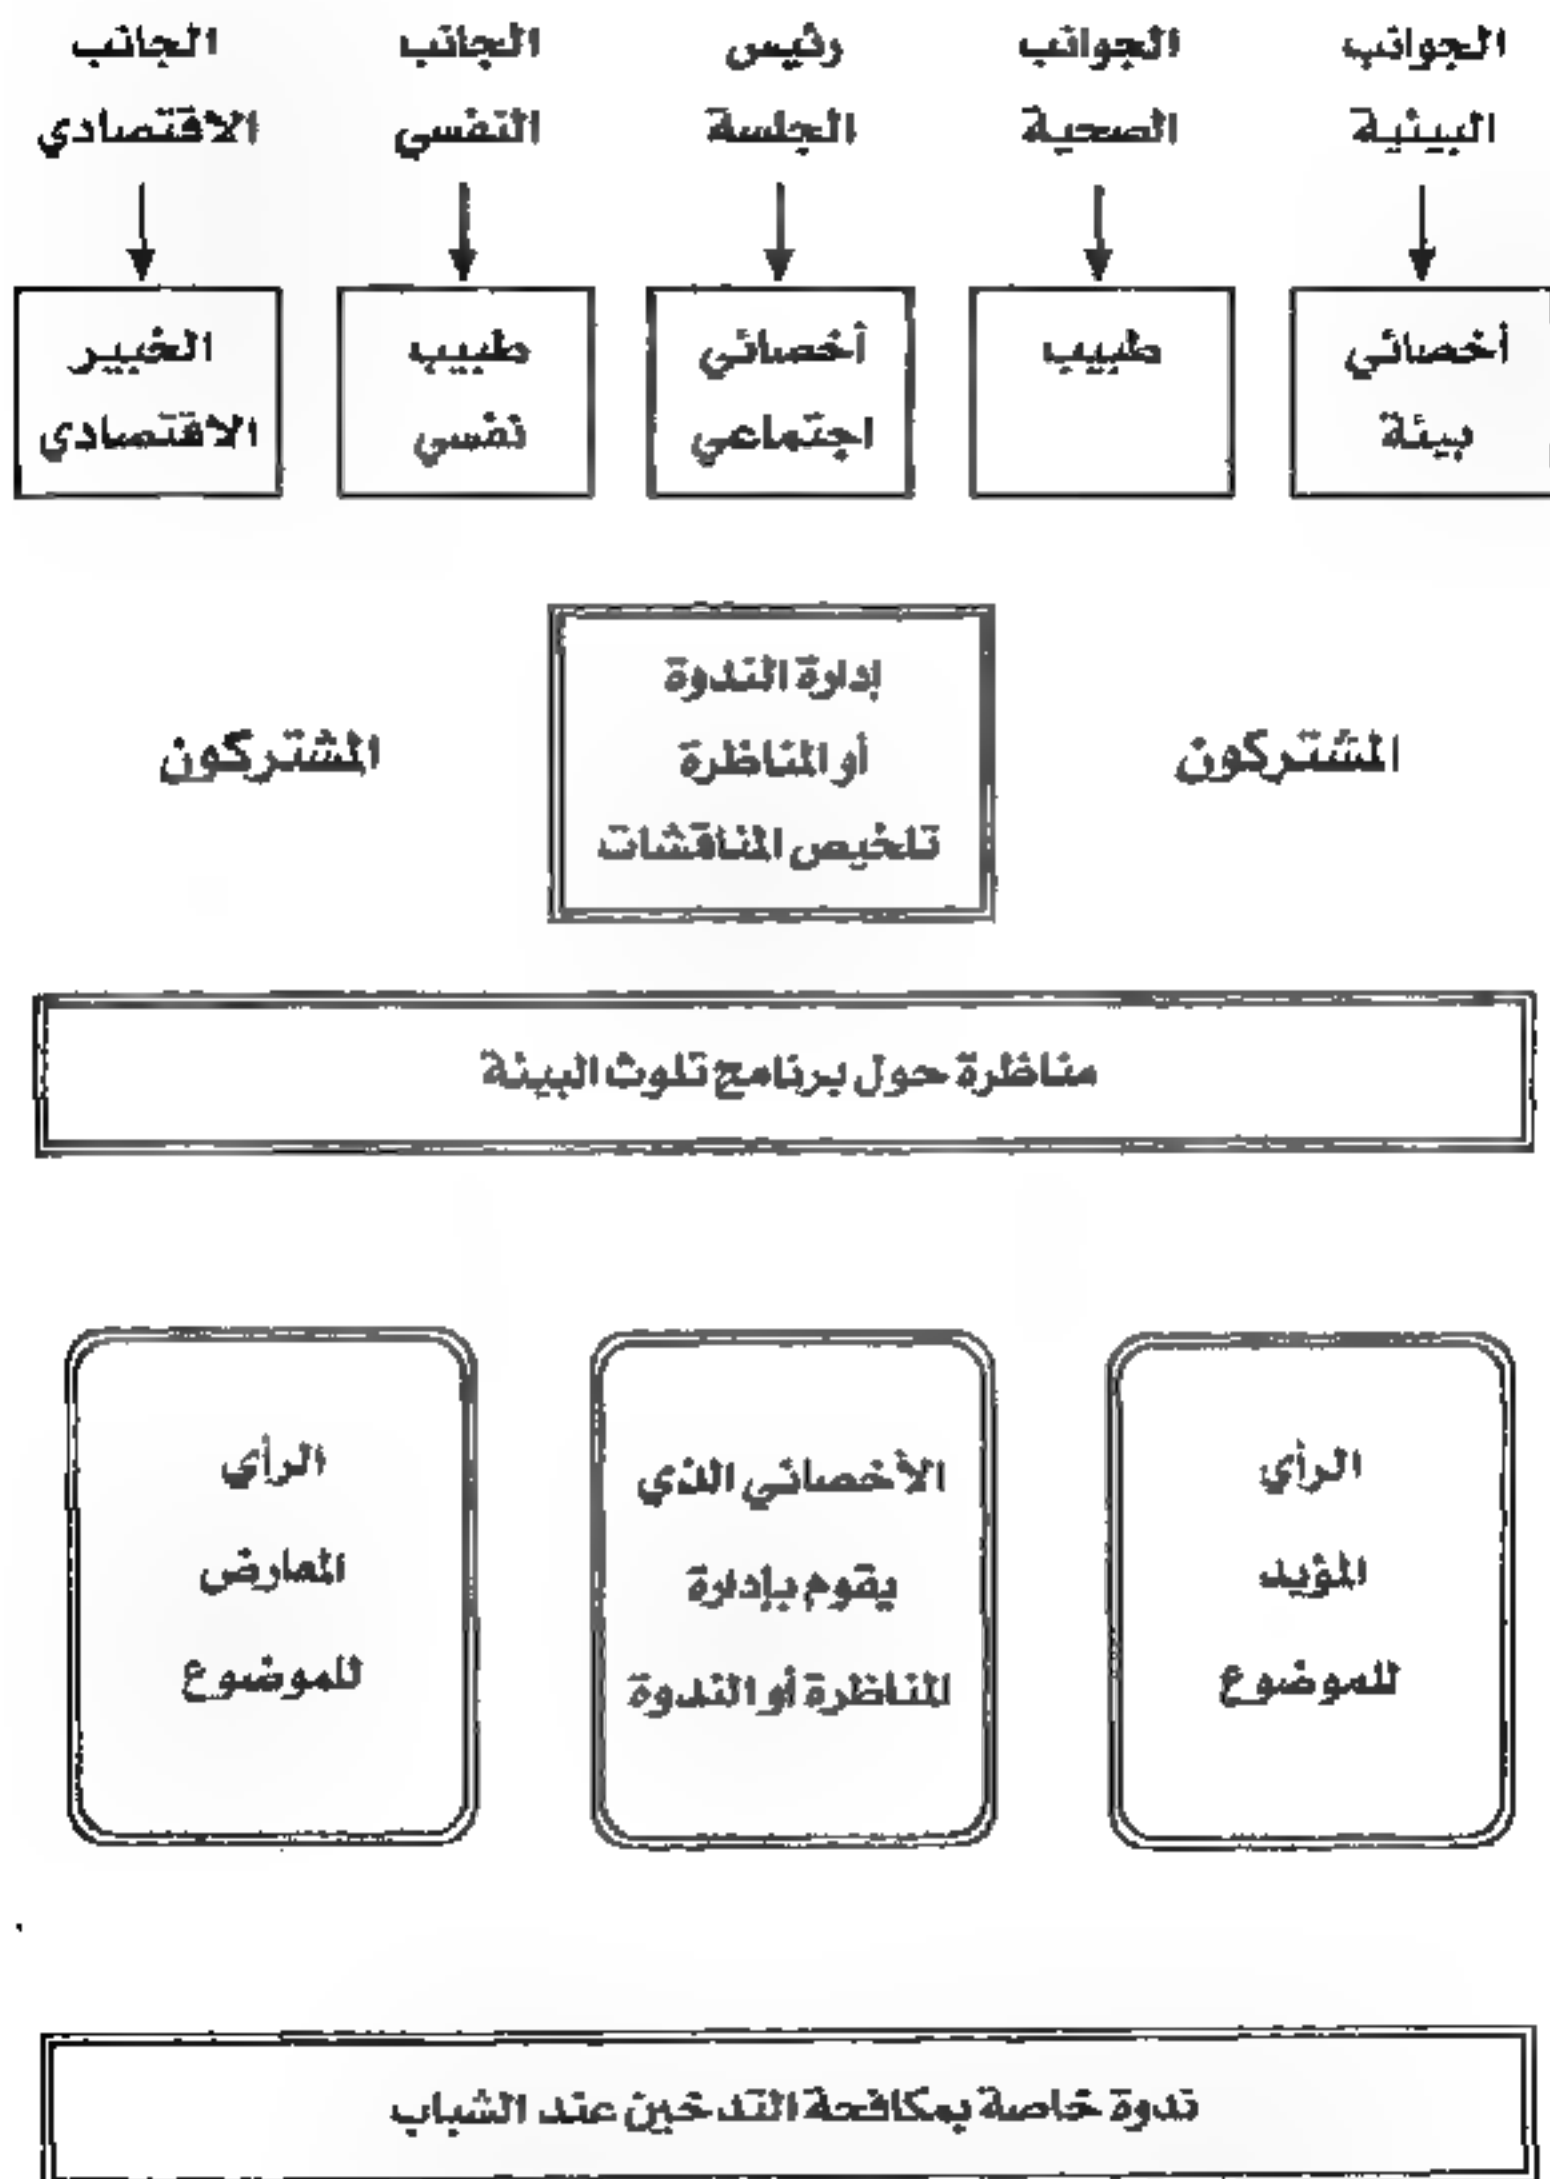 الجوانب البيئية
الجوانب الصحية
رئيس الجلسة
الجانب النفسي
الجانب الاقتصادي
أخصائي بيئة
طبيب
أخصائي اجتماعي
طبيب نفسي
الخبير الاقتصادى
المشتركون
إدارة الندوة
أو المناظرة
تلخيص المناقشات
المشتركون
مناظرة حول برنامج تلوث البيئة
الرأي
المؤيد
للموضوع
الأخصائي الذي
يقوم بإدارة
المناظرة أو الندوة
الرأي
المعارض
للموضوع
ندوة خاصة بمكافحة التدخين عند الشباب